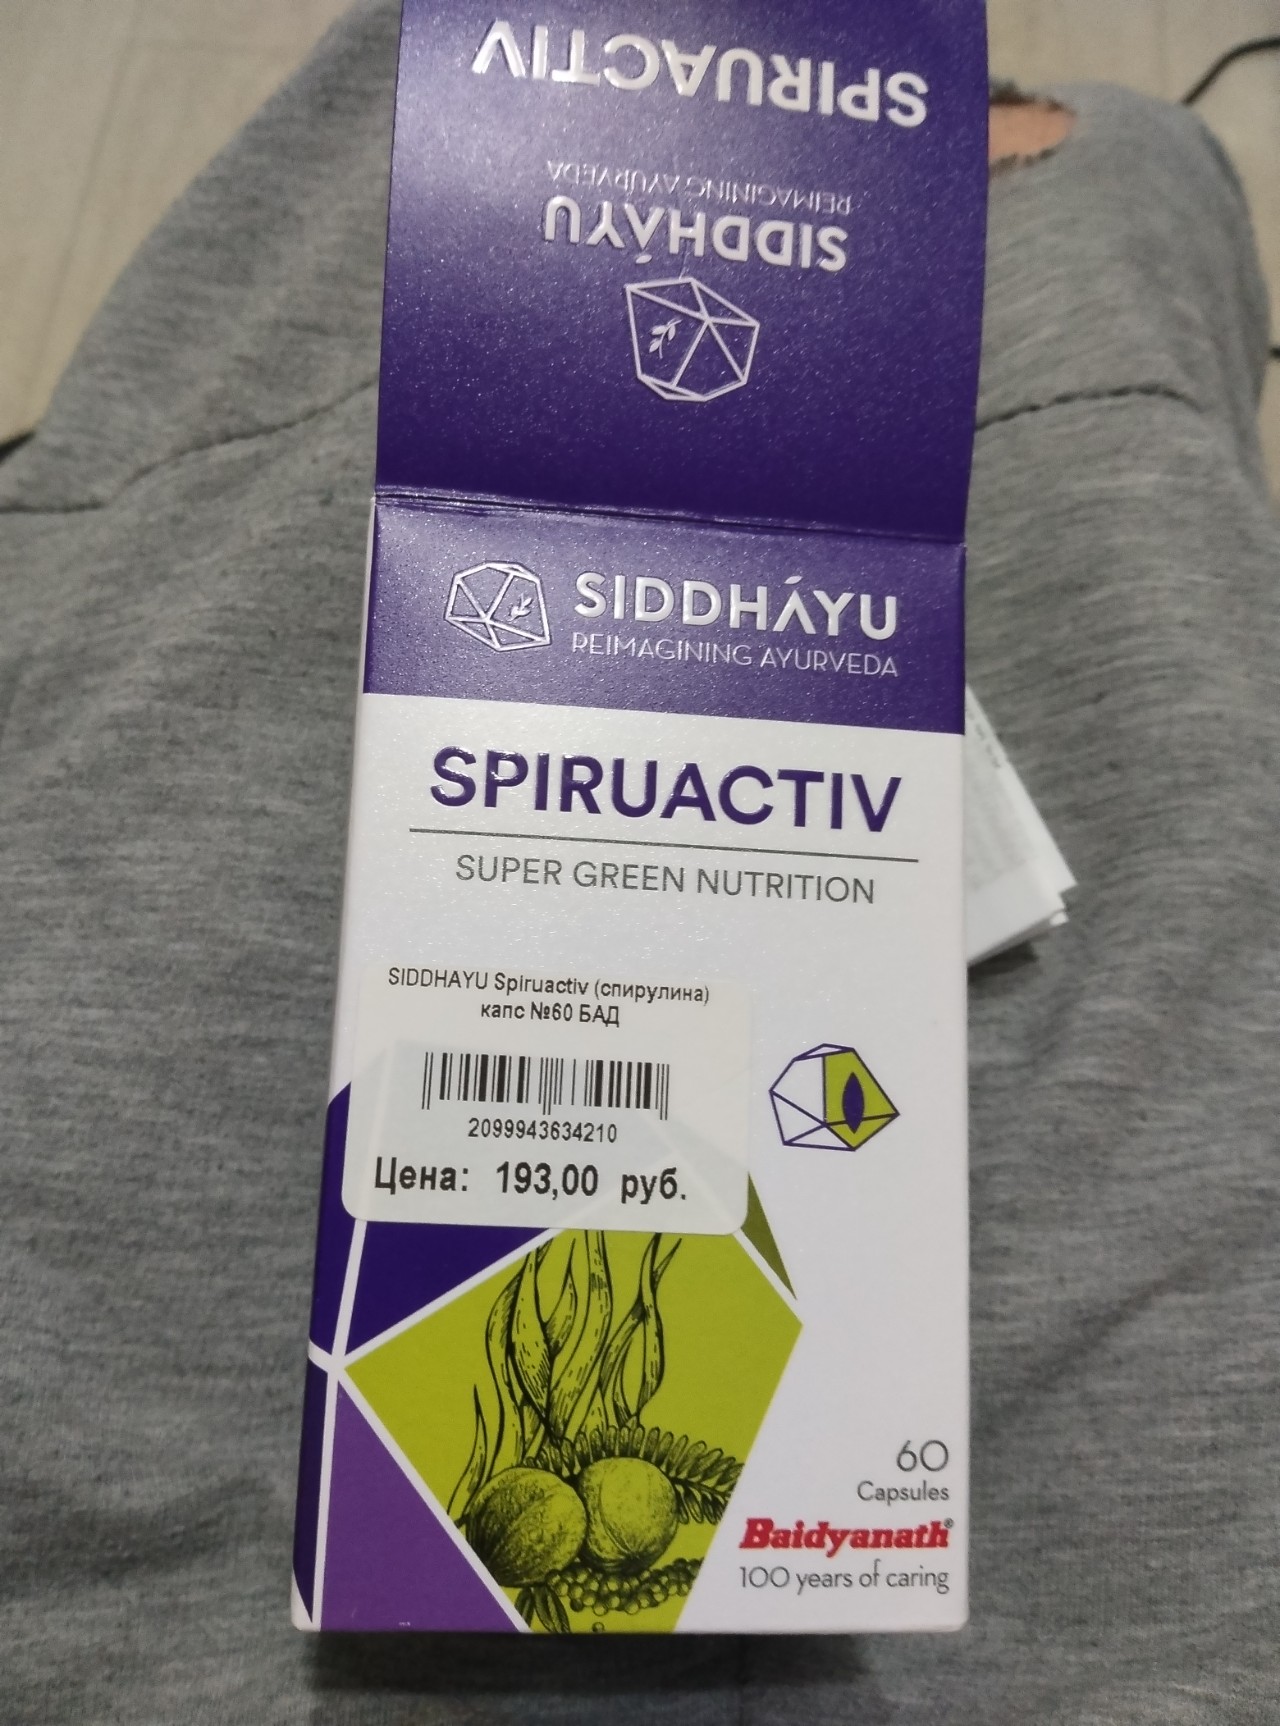 SPIRUACTIV
REIMAGINING AYURVEDA
SIDDHÁYU
SIDDHÁYU
REIMAGINING AYURVEDA
SPIRUACTIV
SUPER GREEN NUTRITION
SIDDHAYU Spiruactiv (спирулина)
капс №60 БАД
2099943634210
Цена: 193,00 руб.
60
Capsules
Baidyanath®
100 years of caring